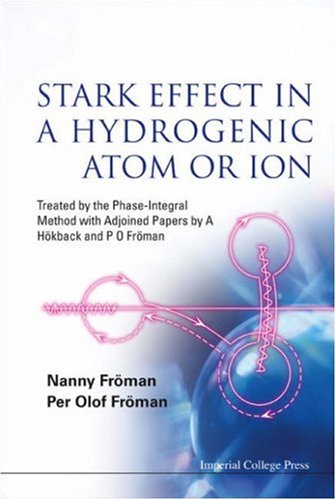 STARK EFFECT IN
A HYDROGENIC
ATOM OR ION
Treated by the Phase-Integral
Method with Adjoined Papers by A
Hökback and P O Fröman
Nanny Fröman
Per Olof Fröman
Imperial College Press